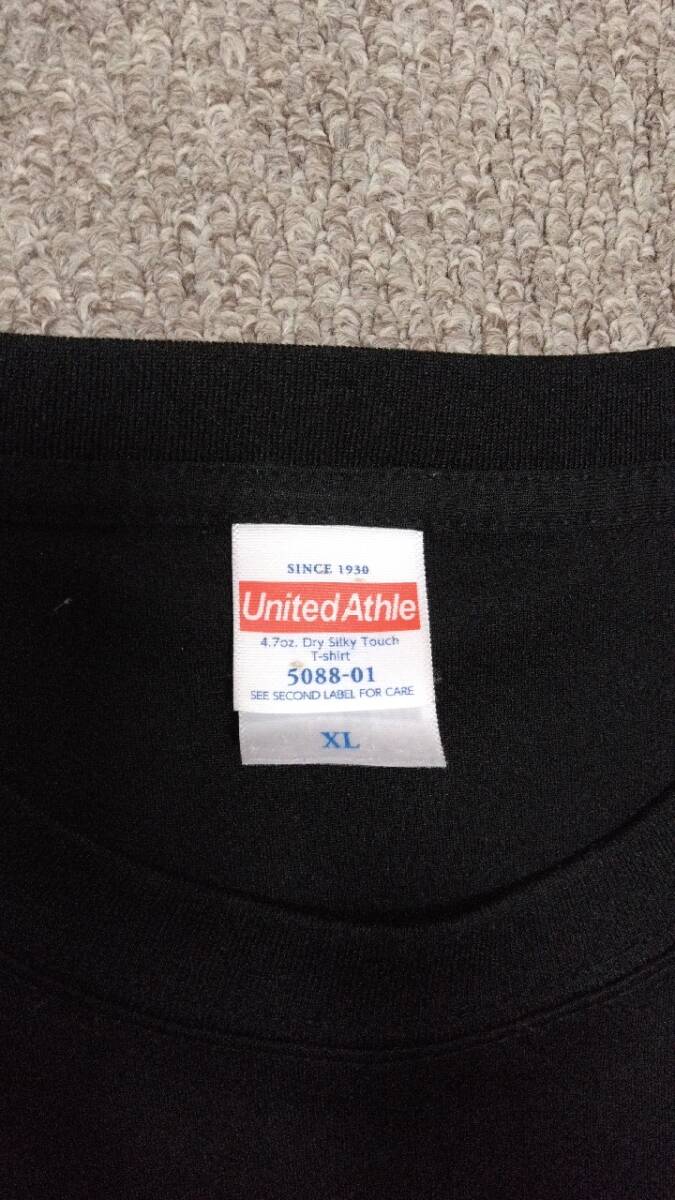 SINCE 1930
United Athle
4.7oz. Dry Silky Touch
T-shirt
5088-01
SEE SECOND LABEL FOR CARE
XL